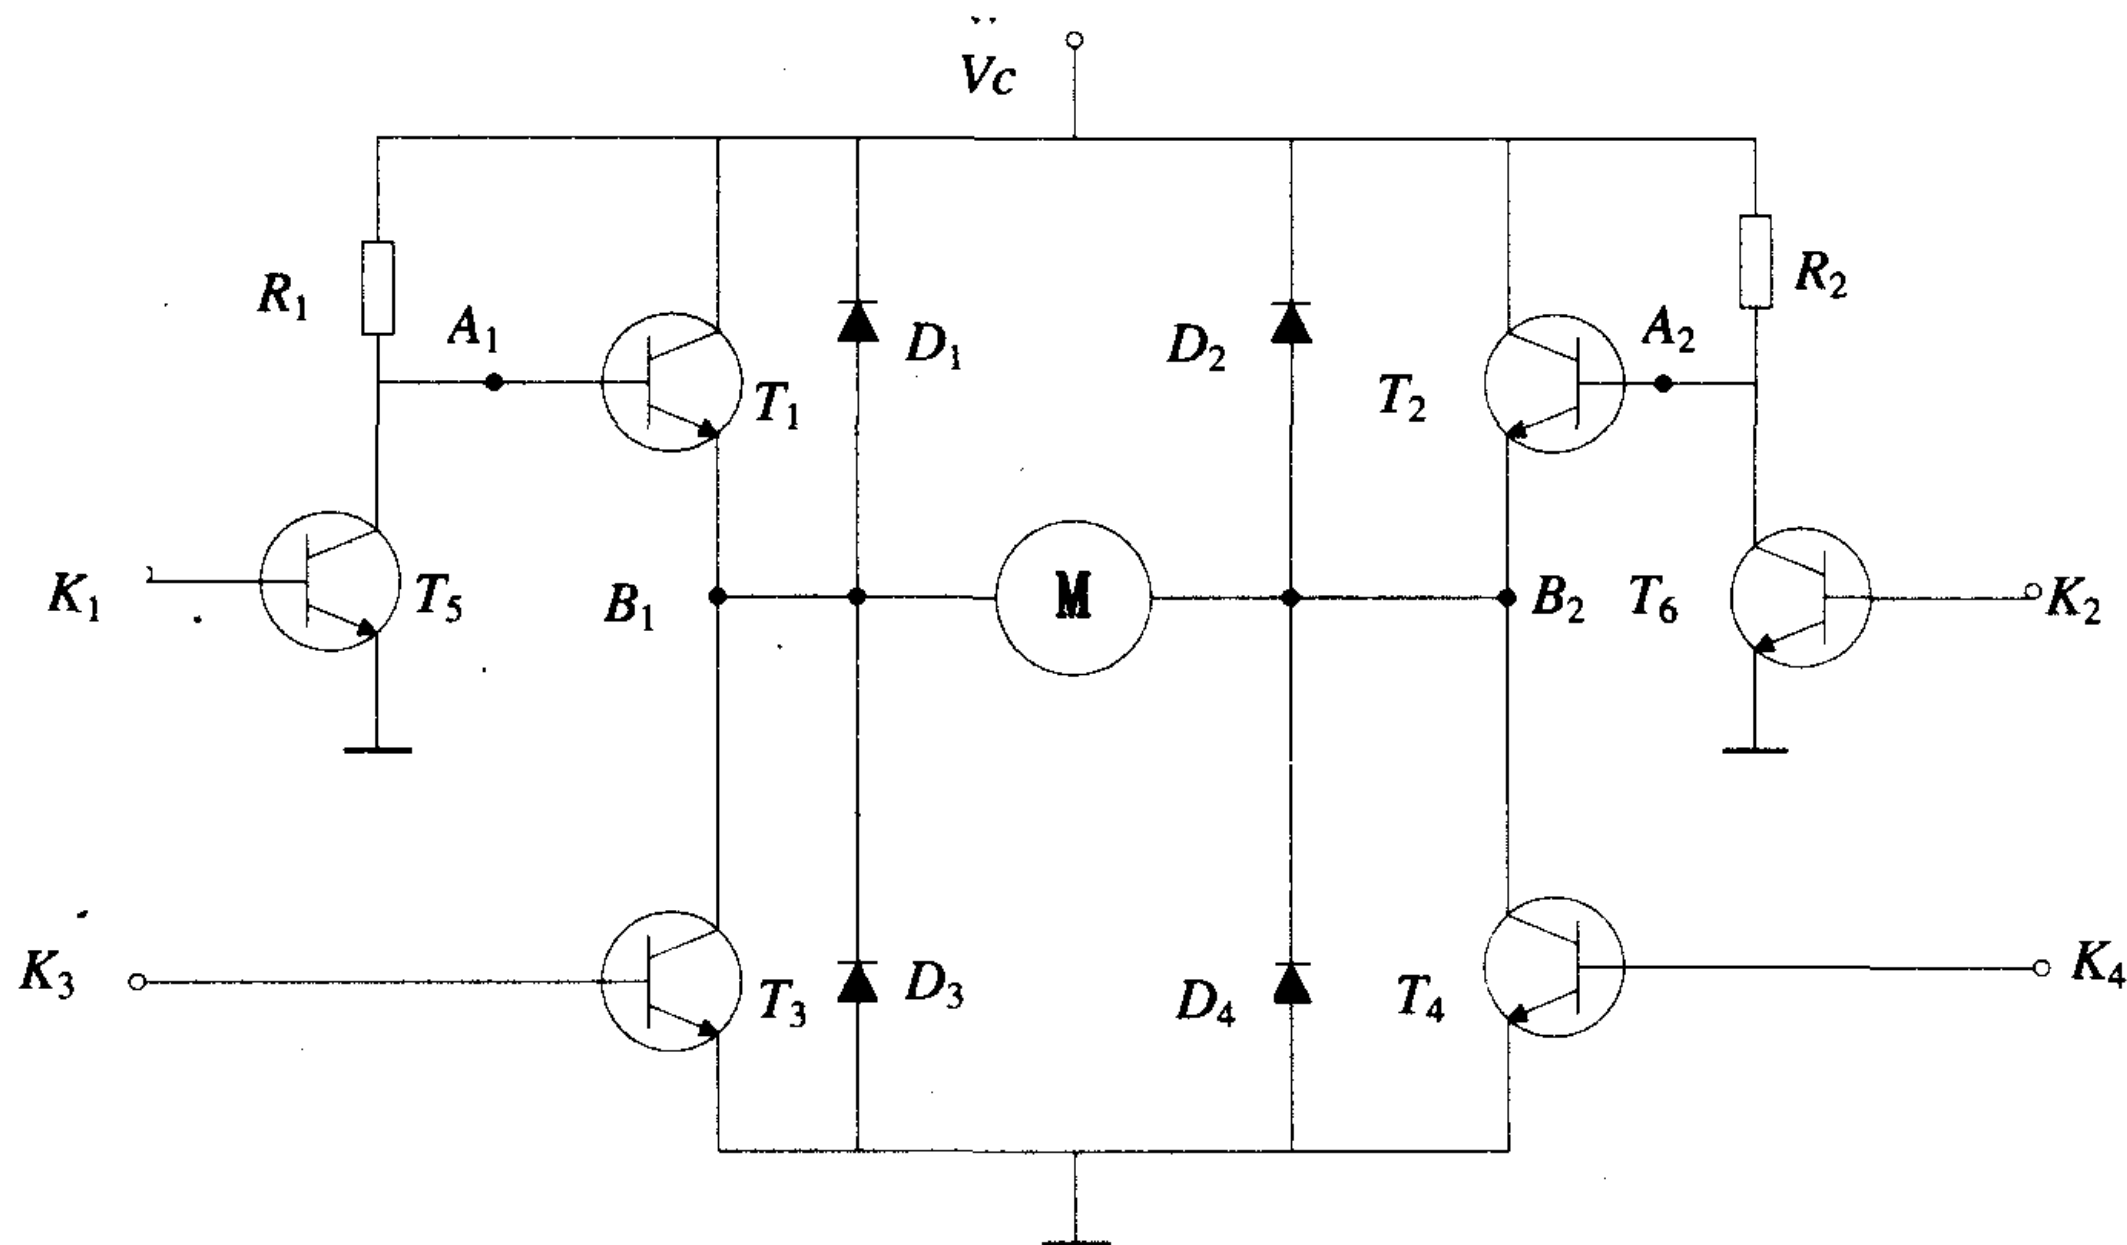 Vc
R₁
A₁
T₁
D₁
D₂
T₂
A₂
R₂
K₁
T₅
B₁
M
B₂
T₆
K₂
K₃
T₃
D₃
D₄
T₄
K₄